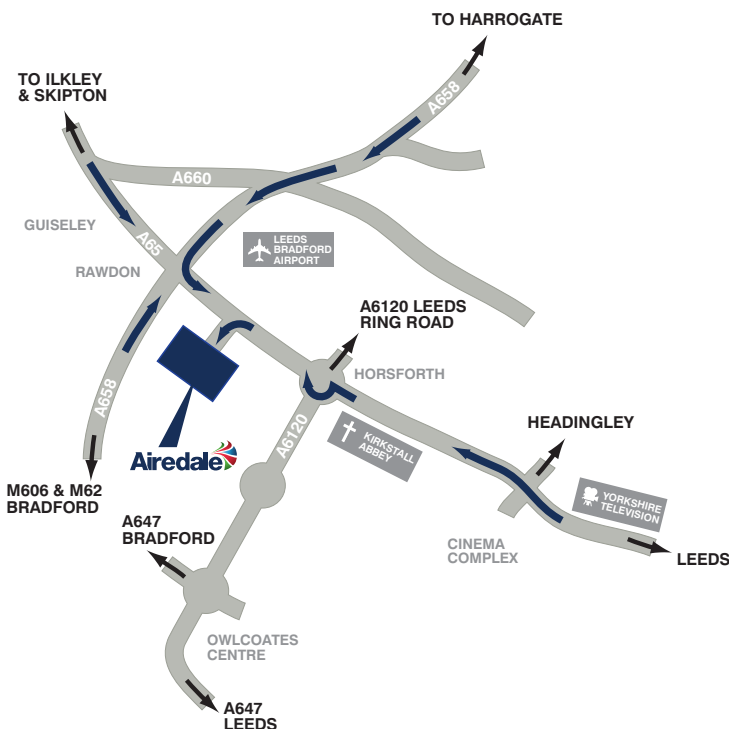 TO HARROGATE
TO ILKLEY
& SKIPTON
A658
A660
GUISELEY
A65
LEEDS
BRADFORD
AIRPORT
RAWDON
A6120 LEEDS
RING ROAD
HORSFORTH
A658
A6120
KIRKSTALL
ABBEY
HEADINGLEY
Airedale
M606 & M62
BRADFORD
YORKSHIRE
TELEVISION
A647
BRADFORD
CINEMA
COMPLEX
LEEDS
OWLCOATES
CENTRE
A647
LEEDS